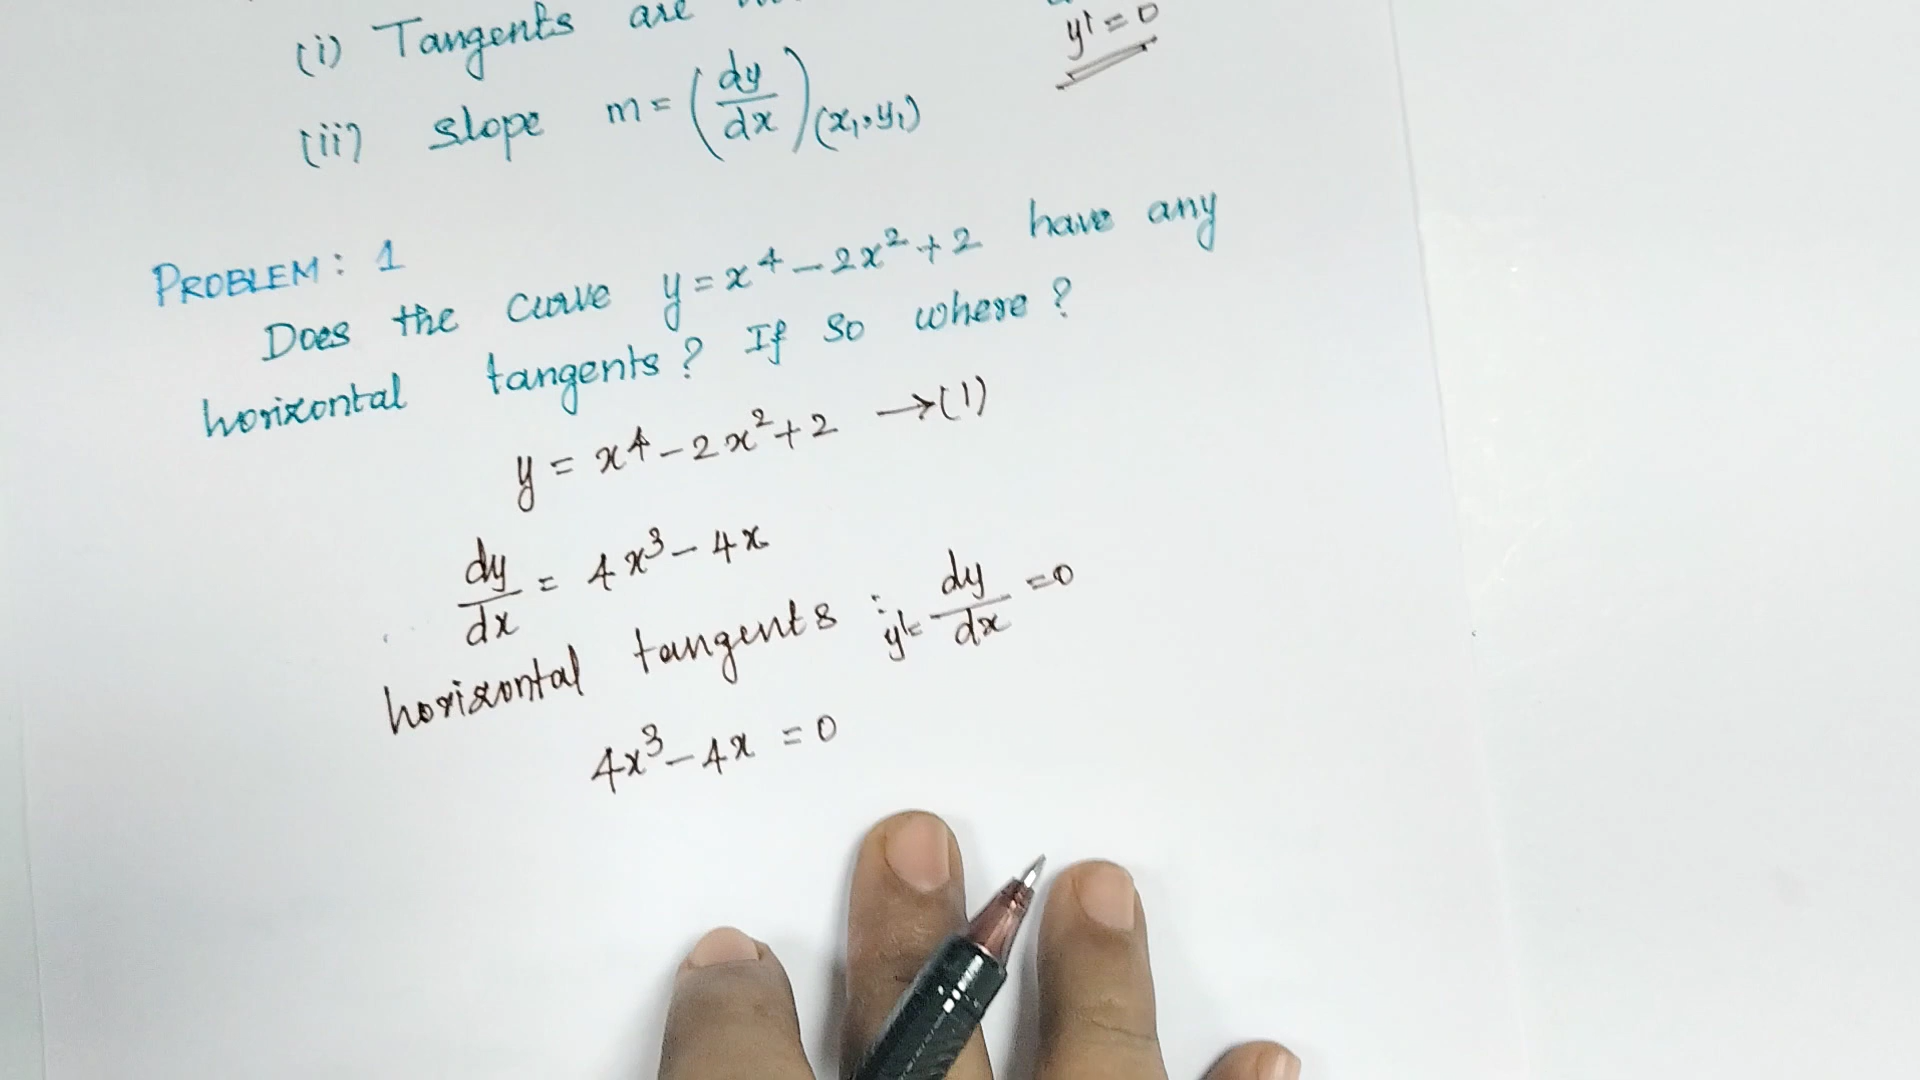 (i) Tangents are
y' = 0
(ii) slope m = (dy/dx)(x₁, y₁)
PROBLEM: 1
Does the curve y = x⁴ - 2x² + 2 have any
horizontal tangents? If so where?
y = x⁴ - 2x² + 2 → (1)
dy/dx = 4x³ - 4x
horizontal tangents : y' = dy/dx = 0
4x³ - 4x = 0